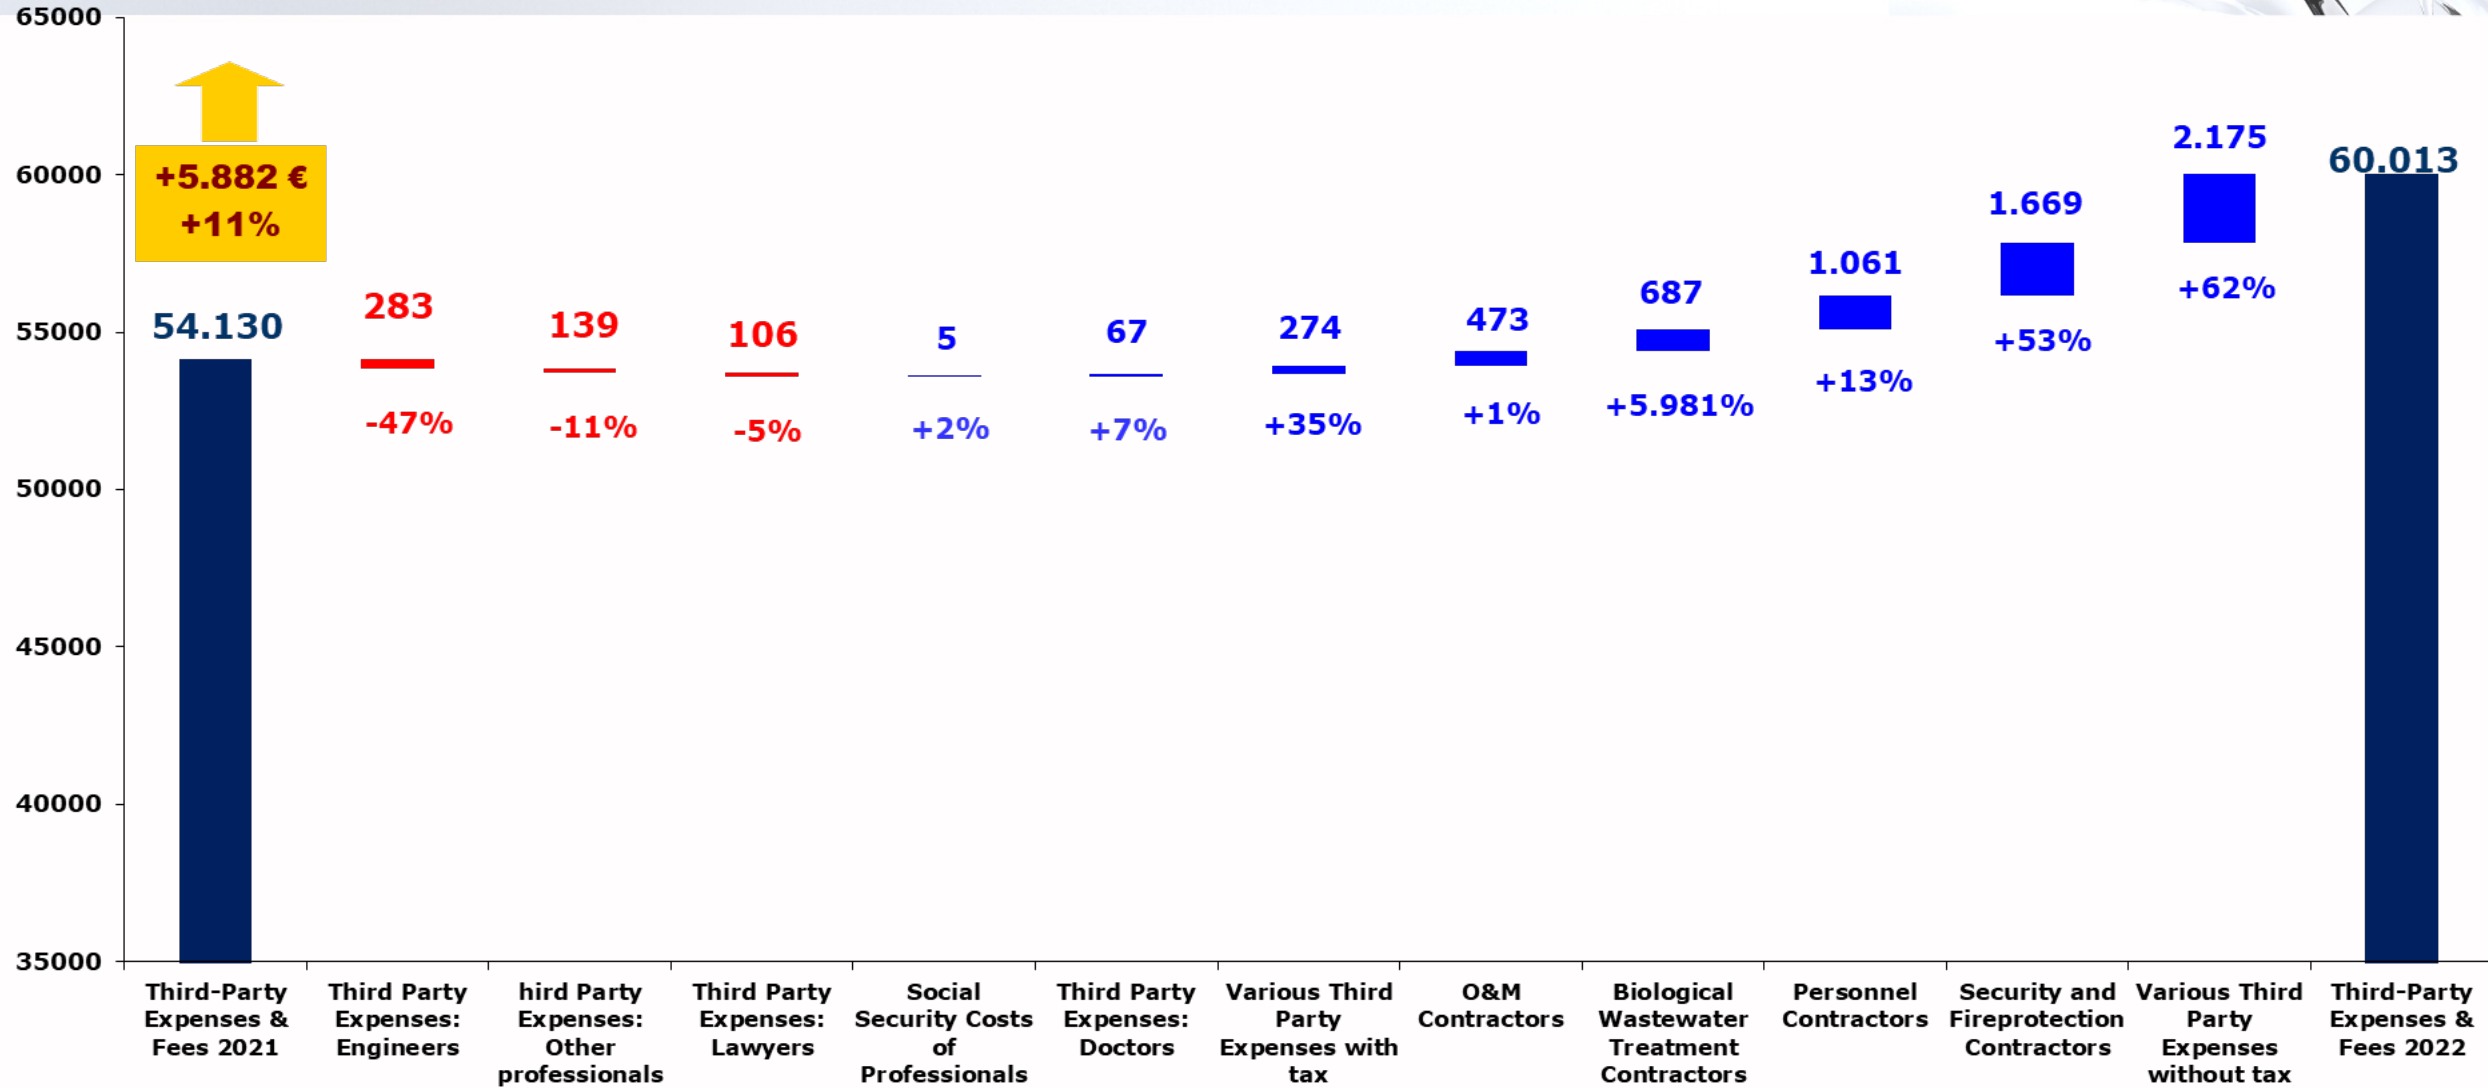 65000
60000
55000
50000
45000
40000
35000
+5.882 €
+11%
54.130
283
-47%
139
-11%
106
-5%
5
+2%
67
+7%
274
+35%
473
+1%
687
+5.981%
1.061
+13%
1.669
+53%
2.175
+62%
60.013
Third-Party
Expenses &
Fees 2021
Third Party
Expenses:
Engineers
hird Party
Expenses:
Other
professionals
Third Party
Expenses:
Lawyers
Social
Security Costs
of
Professionals
Third Party
Expenses:
Doctors
Various Third
Party
Expenses with
tax
O&M
Contractors
Biological
Wastewater
Treatment
Contractors
Personnel
Contractors
Security and
Fireprotection
Contractors
Various Third
Party
Expenses
without tax
Third-Party
Expenses &
Fees 2022